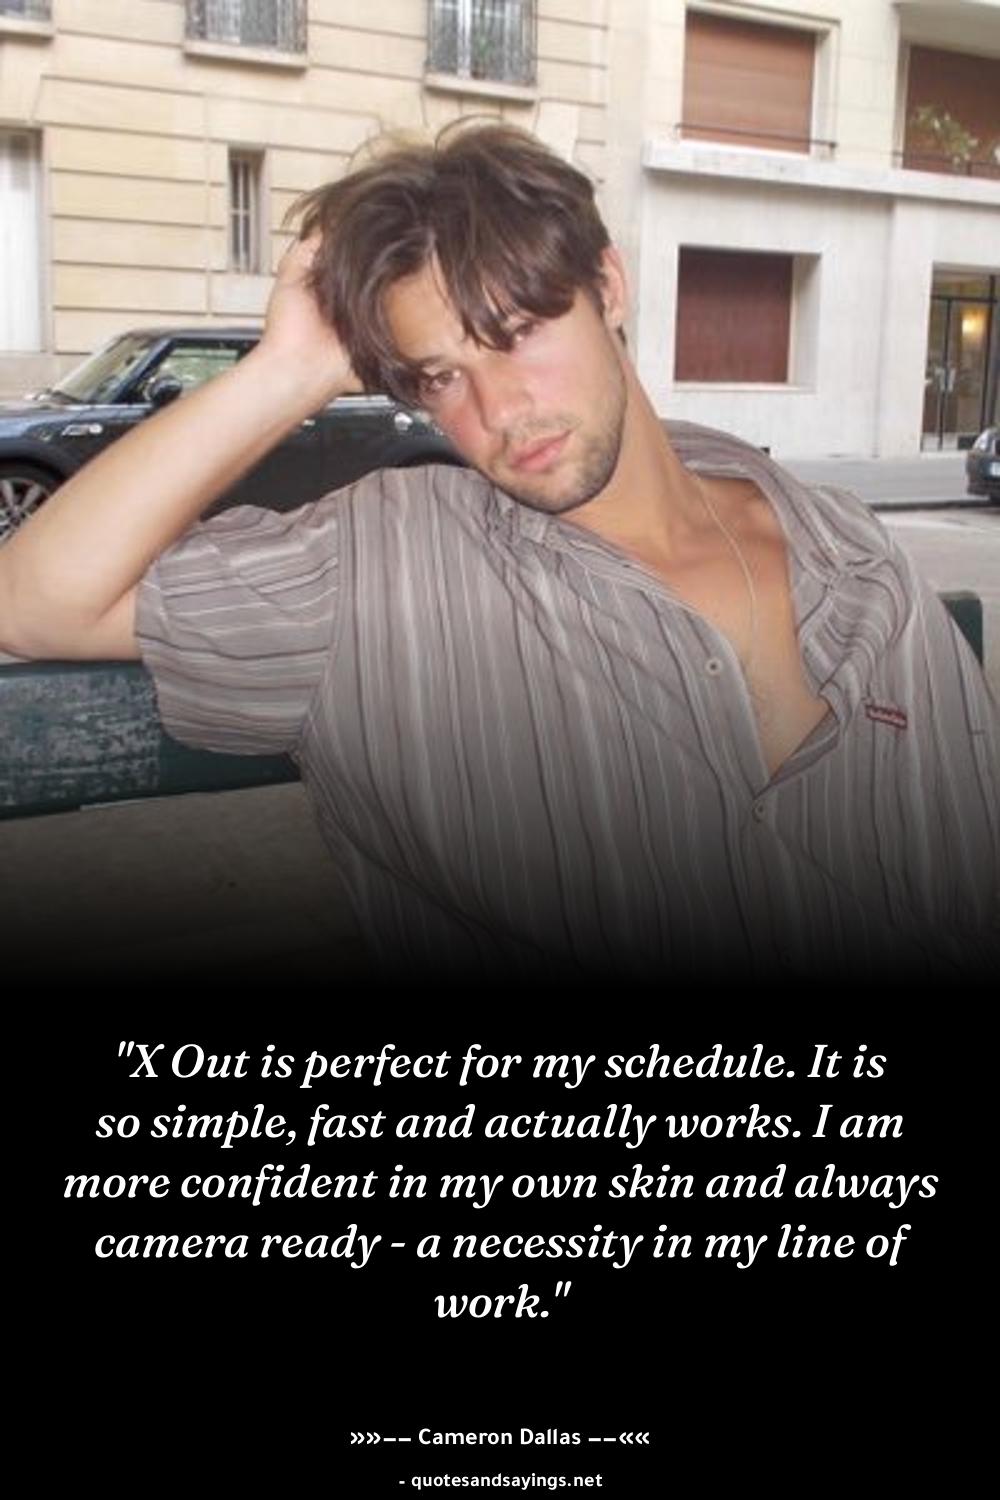 "X Out is perfect for my schedule. It is
so simple, fast and actually works. I am
more confident in my own skin and always
camera ready - a necessity in my line of
work."
»»–– Cameron Dallas ––««
- quotesandsayings.net